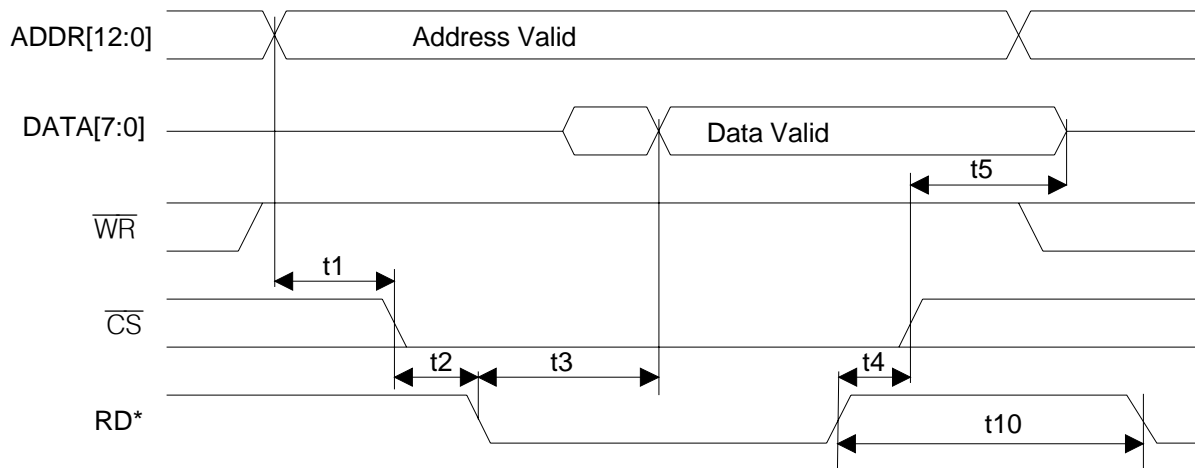 ADDR[12:0]
Address Valid
DATA[7:0]
Data Valid
t5
WR
t1
CS
t2
t3
t4
RD*
t10